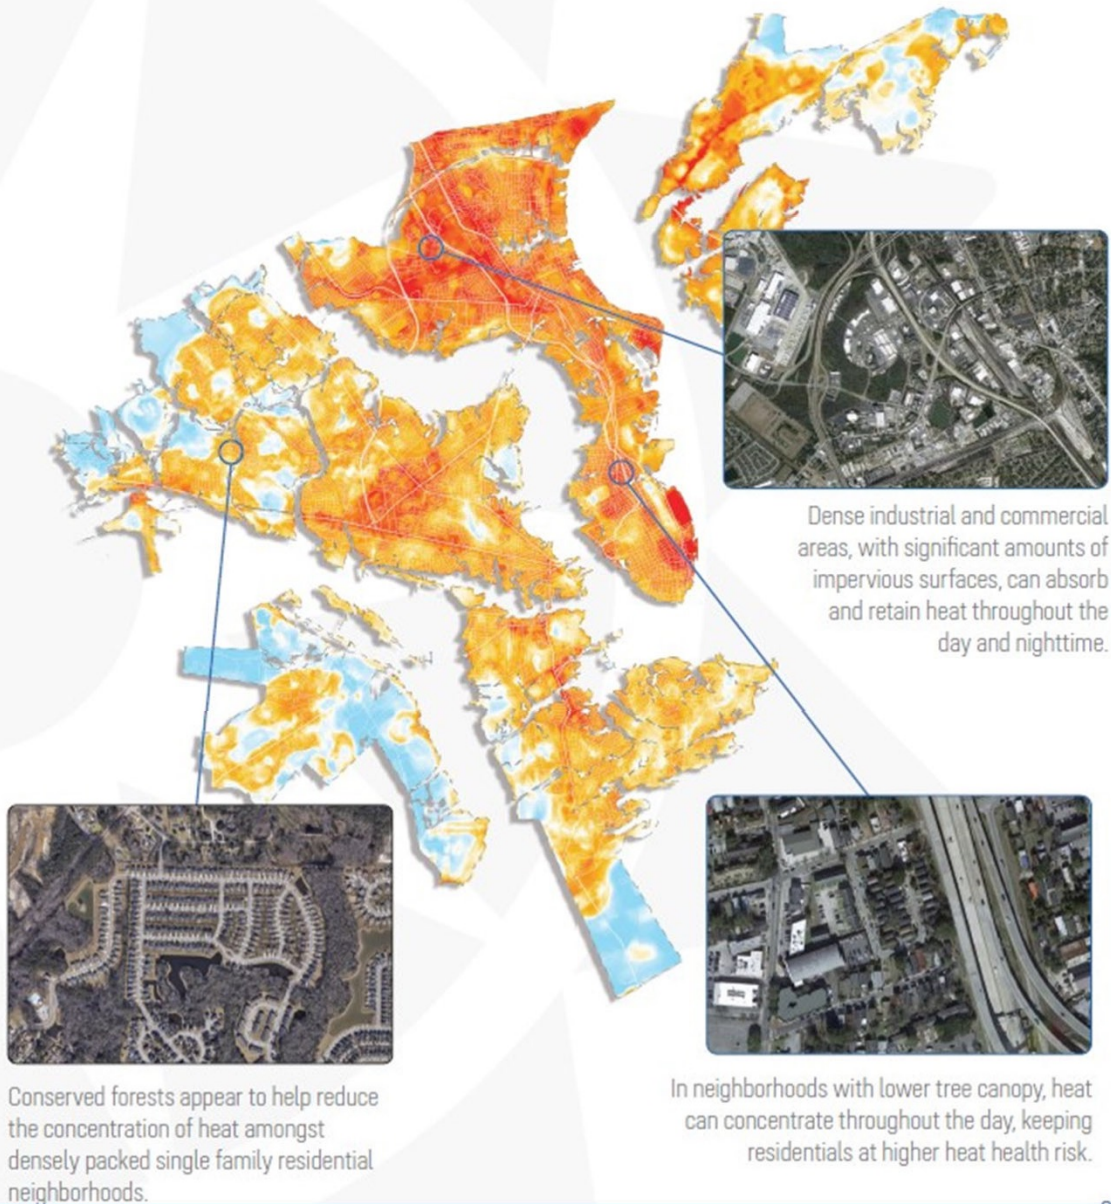 Dense industrial and commercial
areas, with significant amounts of
impervious surfaces, can absorb
and retain heat throughout the
day and nighttime.
Conserved forests appear to help reduce
the concentration of heat amongst
densely packed single family residential
neighborhoods.
In neighborhoods with lower tree canopy, heat
can concentrate throughout the day, keeping
residentials at higher heat health risk.